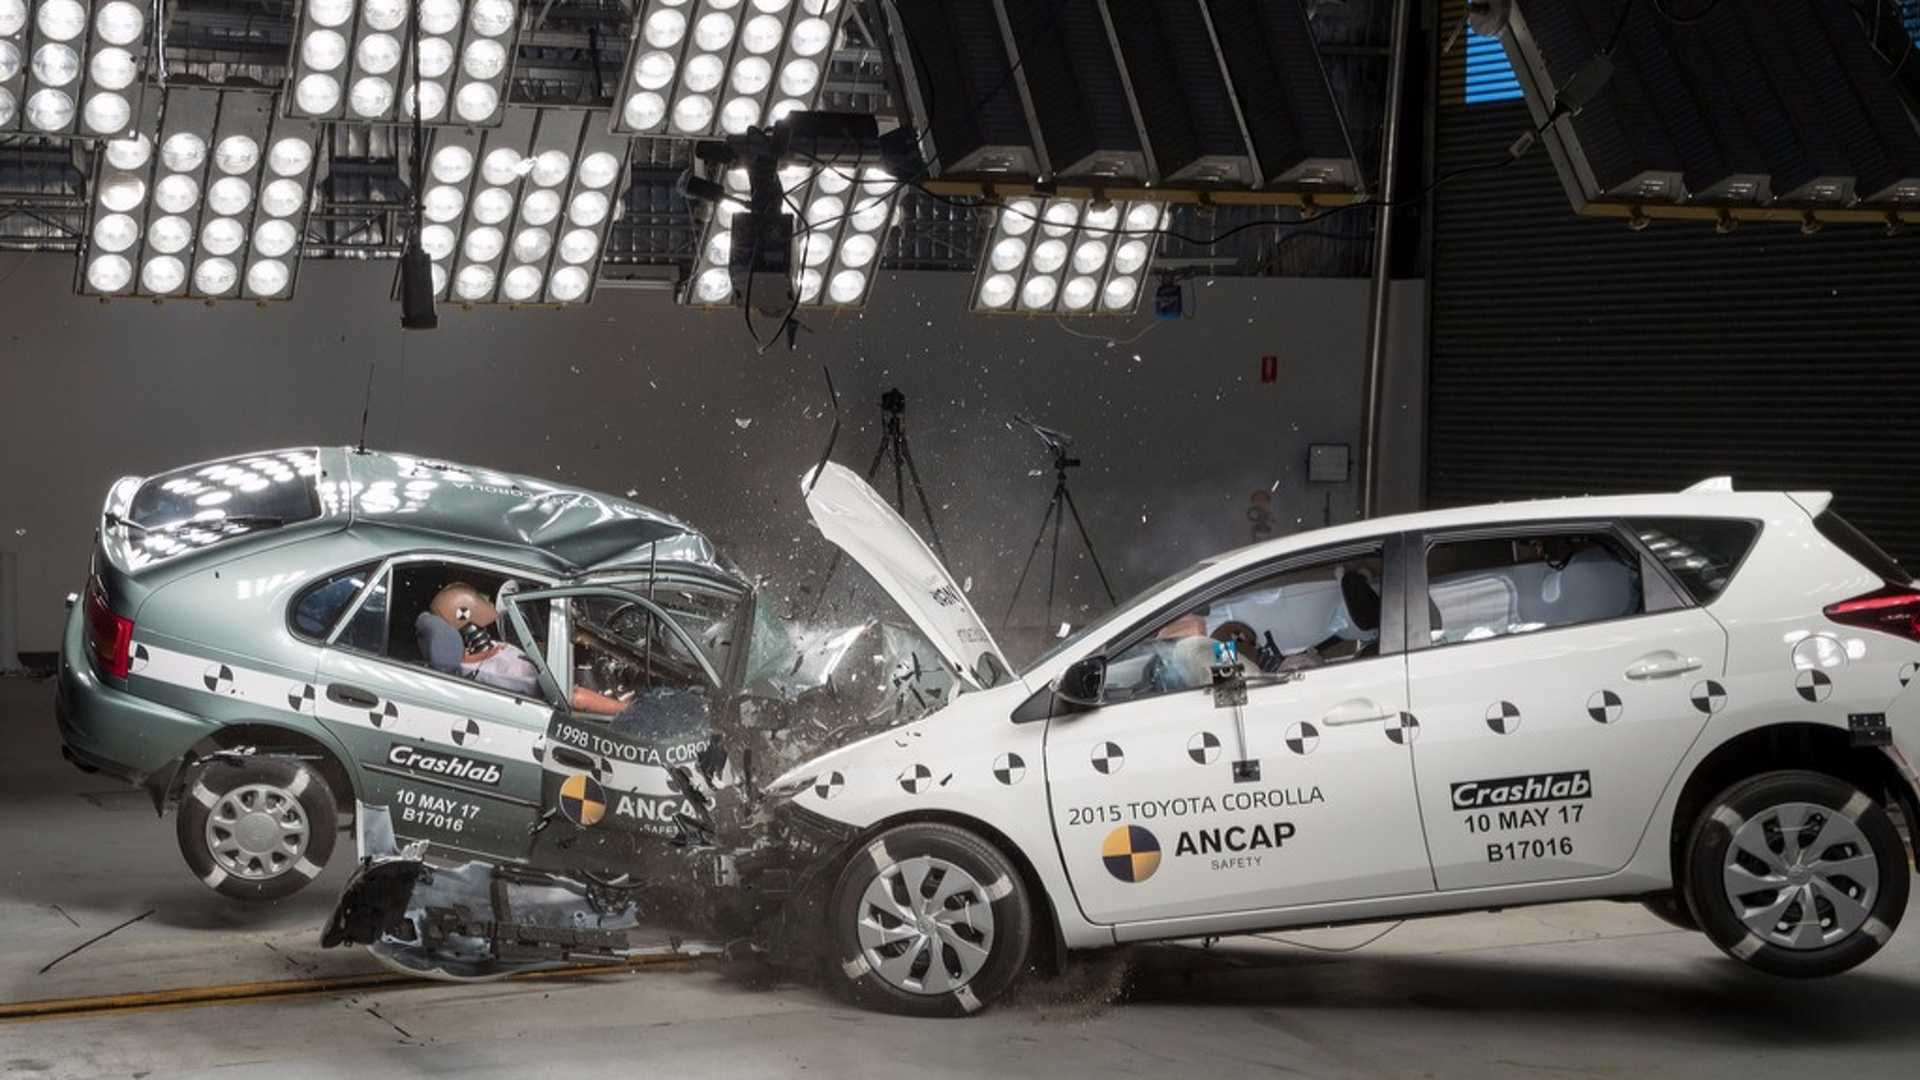 COROLLA
1998 TOYOTA CORO
Crashlab
10 MAY 17
B17016
ANCAP
SAFETY
2015 TOYOTA COROLLA
ANCAP
SAFETY
Crashlab
10 MAY 17
B17016